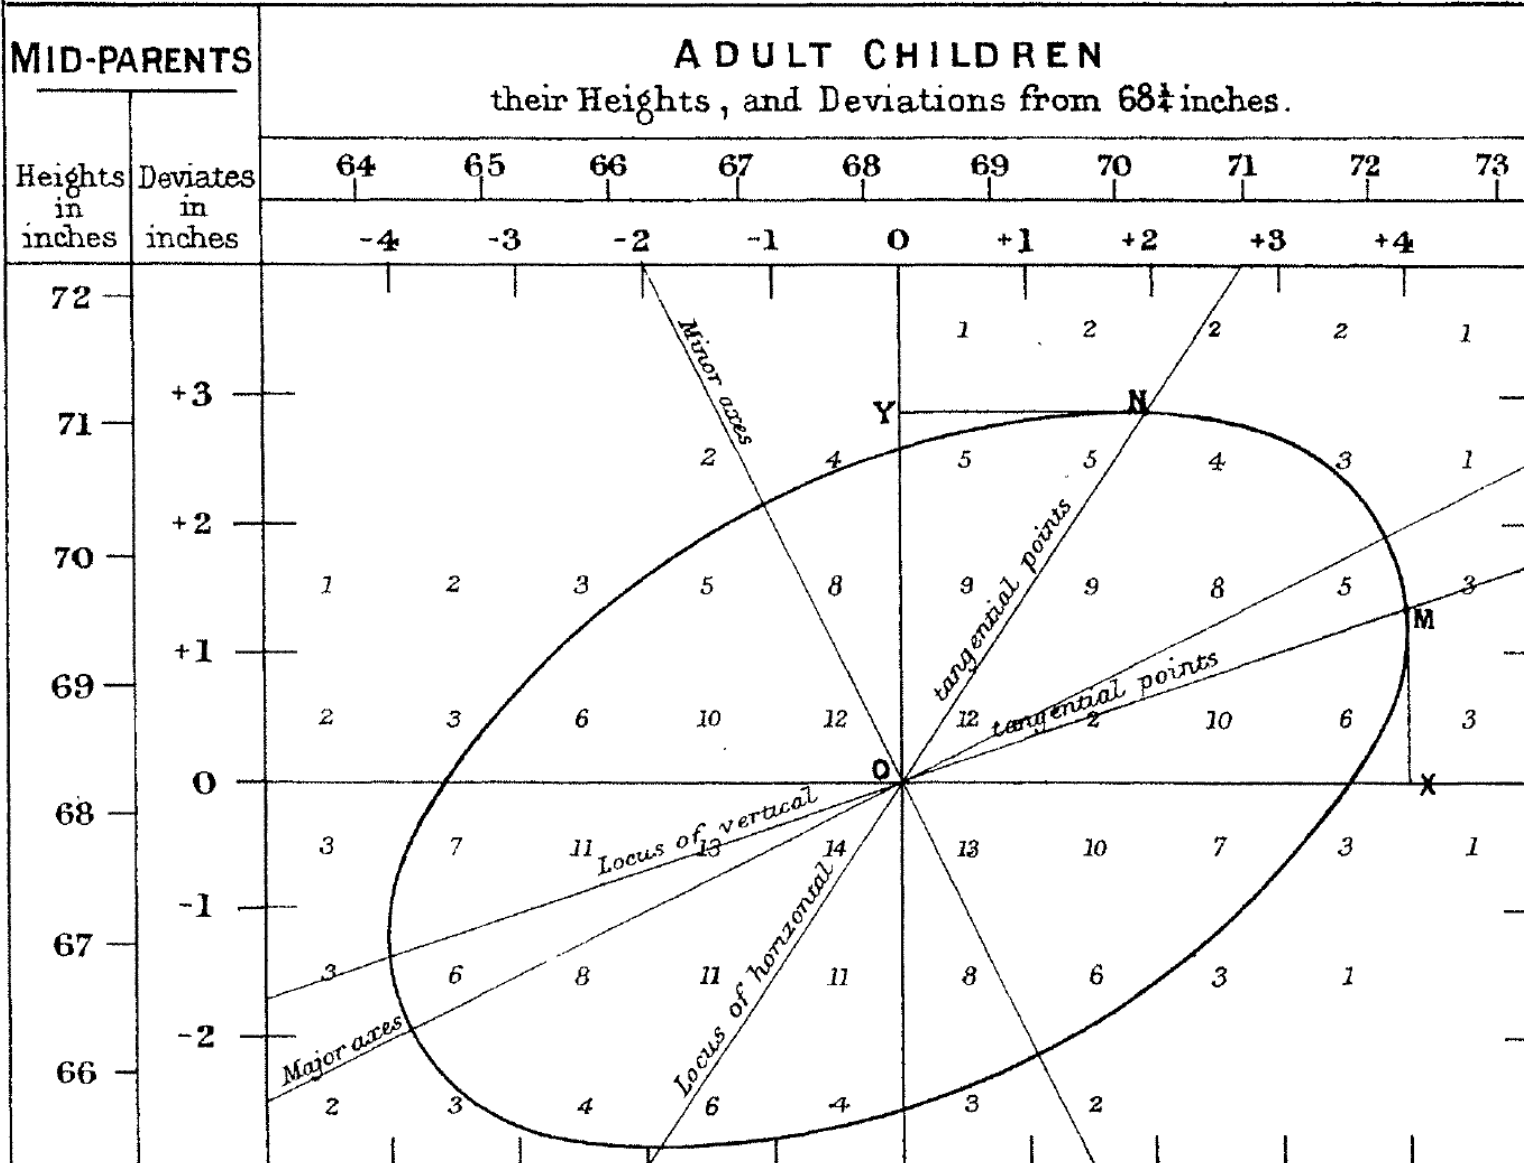 MID-PARENTS
ADULT CHILDREN
their Heights, and Deviations from 68¼ inches.
Heights in inches
Deviates in inches
64 65 66 67 68 69 70 71 72 73
-4 -3 -2 -1 0 +1 +2 +3 +4
72
1 2 2 2 1
Minor axes
+3
Y N
71
2 4 5 5 4 3 1
+2
70
tangential points
1 2 3 5 8 9 9 8 5 3
M
+1
tangential points
69
2 3 6 10 12 12 2 10 6 3
O
0
X
68
Locus of vertical
3 7 11 13 14 13 10 7 3 1
-1
67
Locus of horizontal
3 6 8 11 11 8 6 3 1
-2
Major axes
66
2 3 4 6 4 3 2